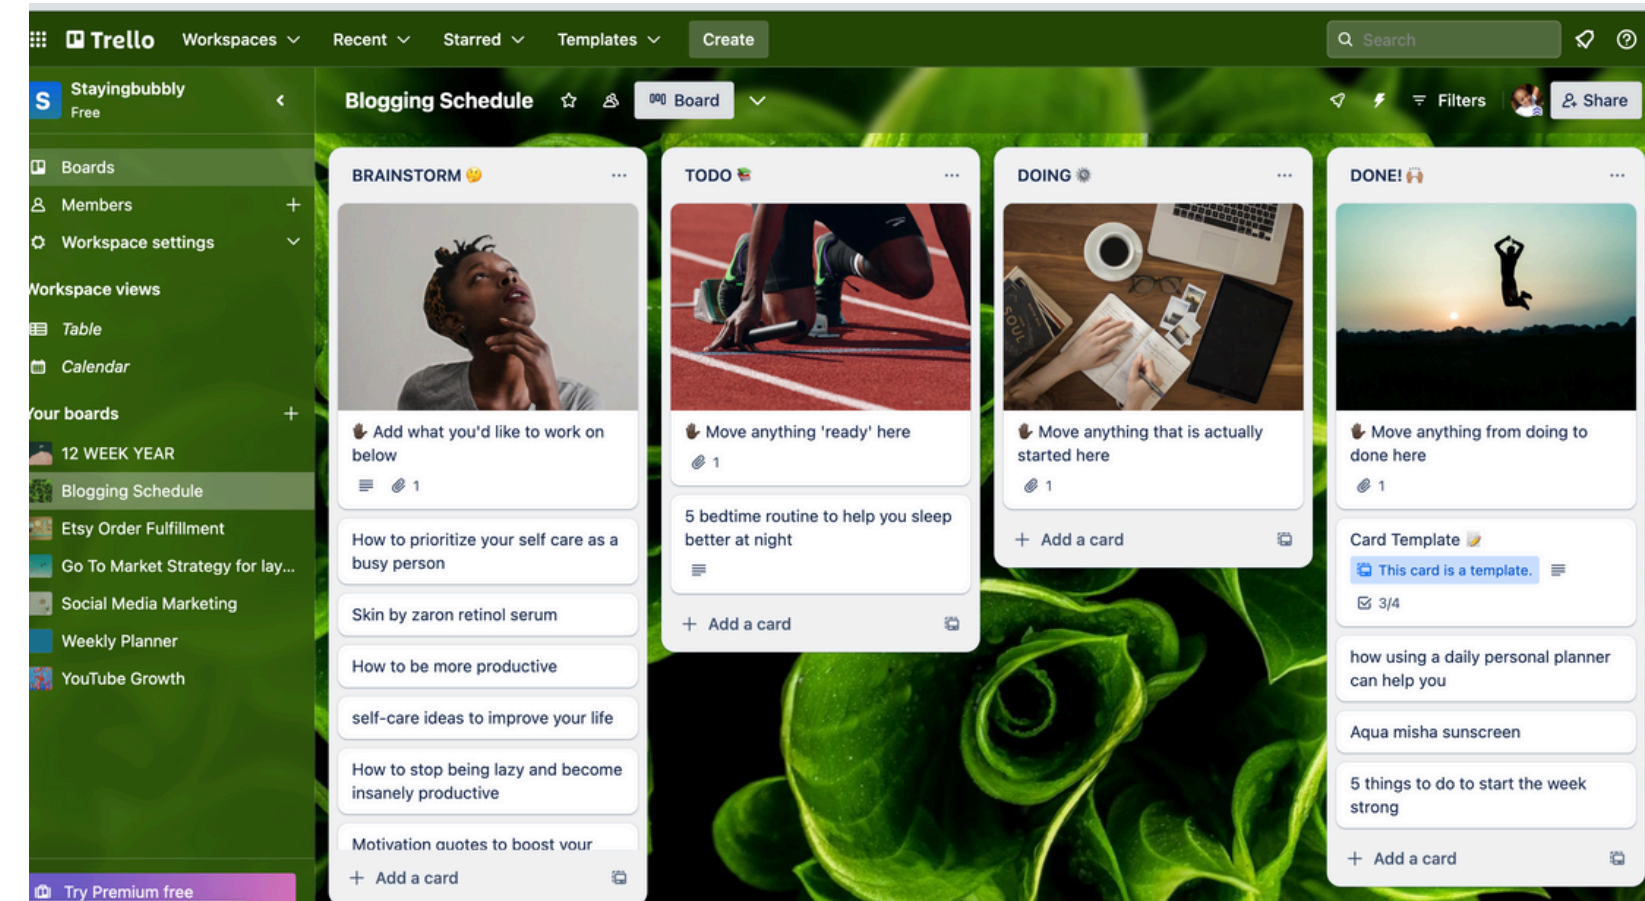 Trello Workspaces Recent Starred Templates Create Search
S Stayingbubbly
Free
Boards
Members
Workspace settings
Workspace views
Table
Calendar
Your boards
12 WEEK YEAR
Blogging Schedule
Etsy Order Fulfillment
Go To Market Strategy for lay...
Social Media Marketing
Weekly Planner
YouTube Growth
Try Premium free
Blogging Schedule Board Filters Share
BRAINSTORM 🤔
✋🏿 Add what you'd like to work on
below
1
How to prioritize your self care as a
busy person
Skin by zaron retinol serum
How to be more productive
self-care ideas to improve your life
How to stop being lazy and become
insanely productive
Motivation quotes to boost your
+ Add a card
TODO 📚
✋🏿 Move anything 'ready' here
1
5 bedtime routine to help you sleep
better at night
+ Add a card
DOING ⚙️
SOUL
✋🏿 Move anything that is actually
started here
1
+ Add a card
DONE! 🙌🏽
✋🏿 Move anything from doing to
done here
1
Card Template 📝
This card is a template.
3/4
how using a daily personal planner
can help you
Aqua misha sunscreen
5 things to do to start the week
strong
+ Add a card